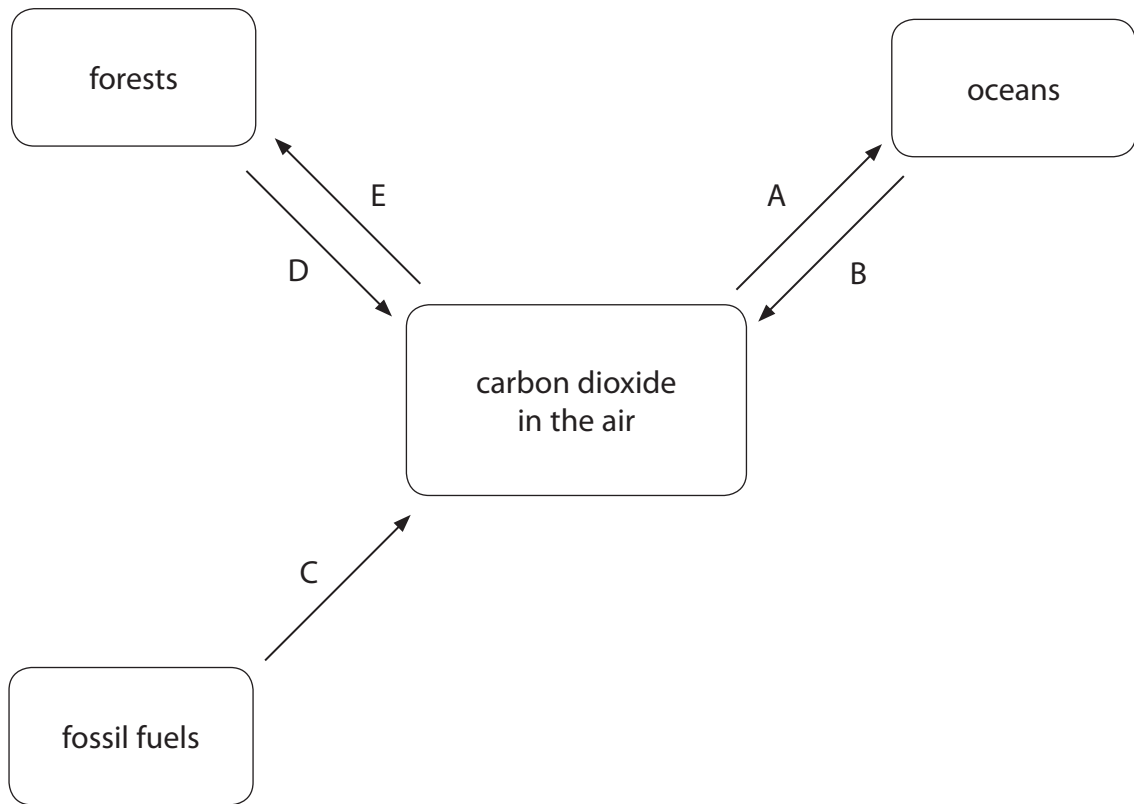 forests
oceans
E
A
D
B
carbon dioxide
in the air
C
fossil fuels